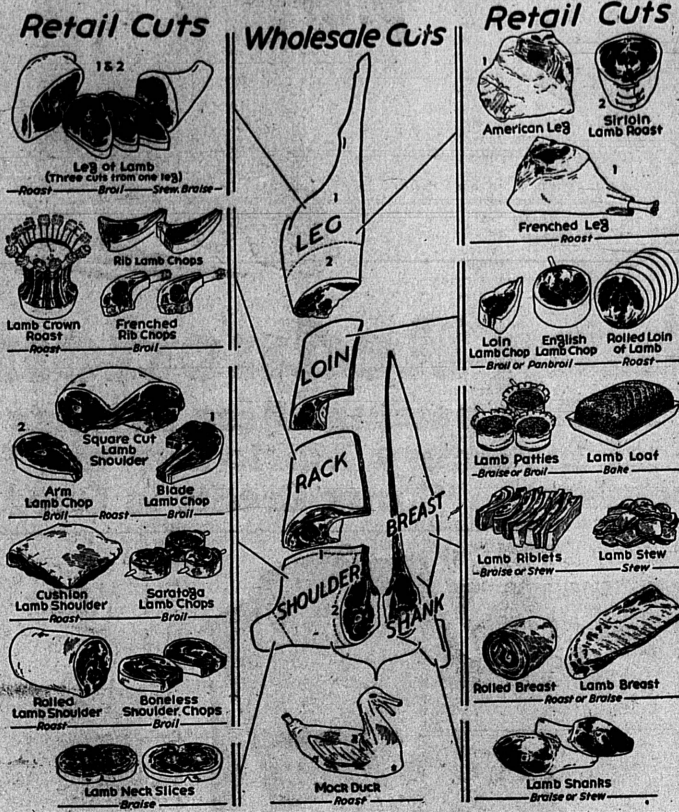 Retail Cuts
1 & 2
Leg of Lamb
(Three cuts from one leg)
Roast Broil Stew, Braise
Rib Lamb Chops
Lamb Crown
Roast
Frenched
Rib Chops
Roast Broil
Square Cut
Lamb
Shoulder
2
Arm
Lamb Chop
1
Blade
Lamb Chop
Broil Roast Broil
Cushion
Lamb Shoulder
Saratoga
Lamb Chops
Roast Broil
Rolled
Lamb Shoulder
Boneless
Shoulder Chops
Roast Broil
Lamb Neck Slices
Braise
Wholesale Cuts
1
LEG
2
LOIN
RACK
BREAST
1
SHOULDER
2
SHANK
Mock Duck
Roast
Retail Cuts
1
American Leg
2
Sirloin
Lamb Roast
1
Frenched Leg
Roast
Loin
Lamb Chop
English
Lamb Chop
Rolled Loin
of Lamb
Broil or Panbroil Roast
Lamb Patties
Braise or Broil
Lamb Loaf
Bake
Lamb Riblets
Braise or Stew
Lamb Stew
Stew
Rolled Breast
Lamb Breast
Roast or Braise
Lamb Shanks
Braise or Stew